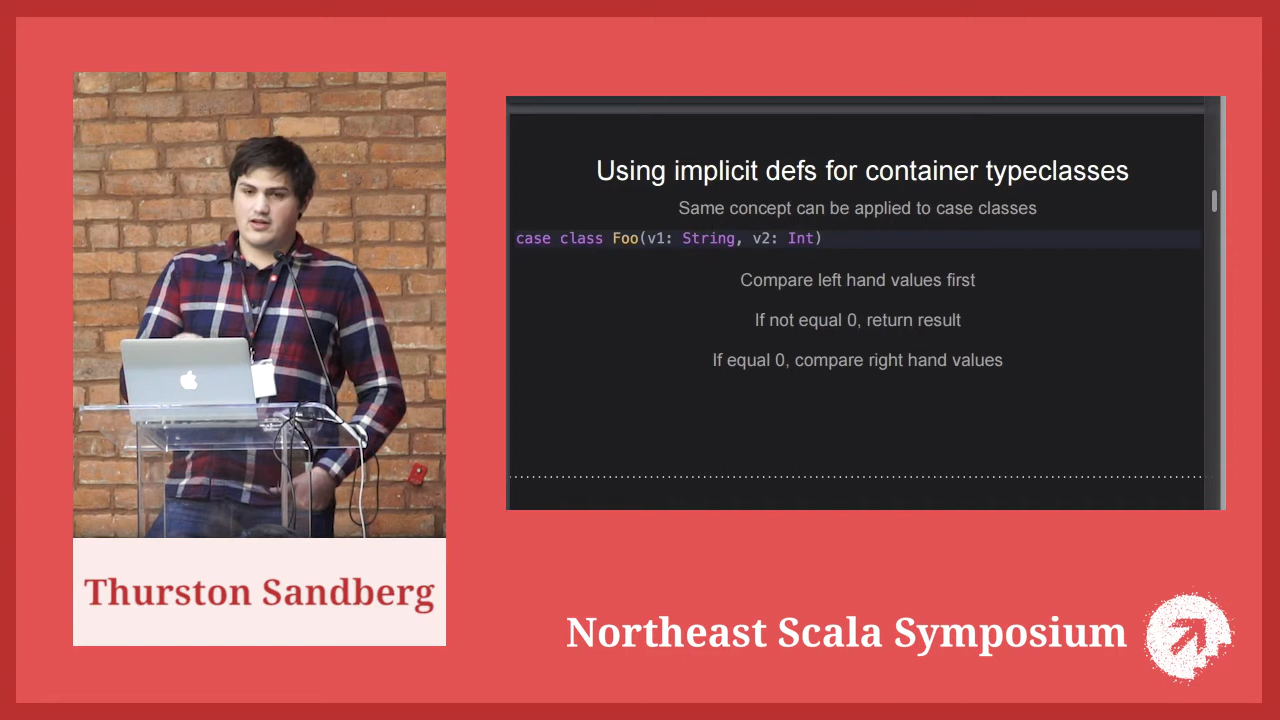 Using implicit defs for container typeclasses
Same concept can be applied to case classes
case class Foo(v1: String, v2: Int)
Compare left hand values first
If not equal 0, return result
If equal 0, compare right hand values
Thurston Sandberg
Northeast Scala Symposium